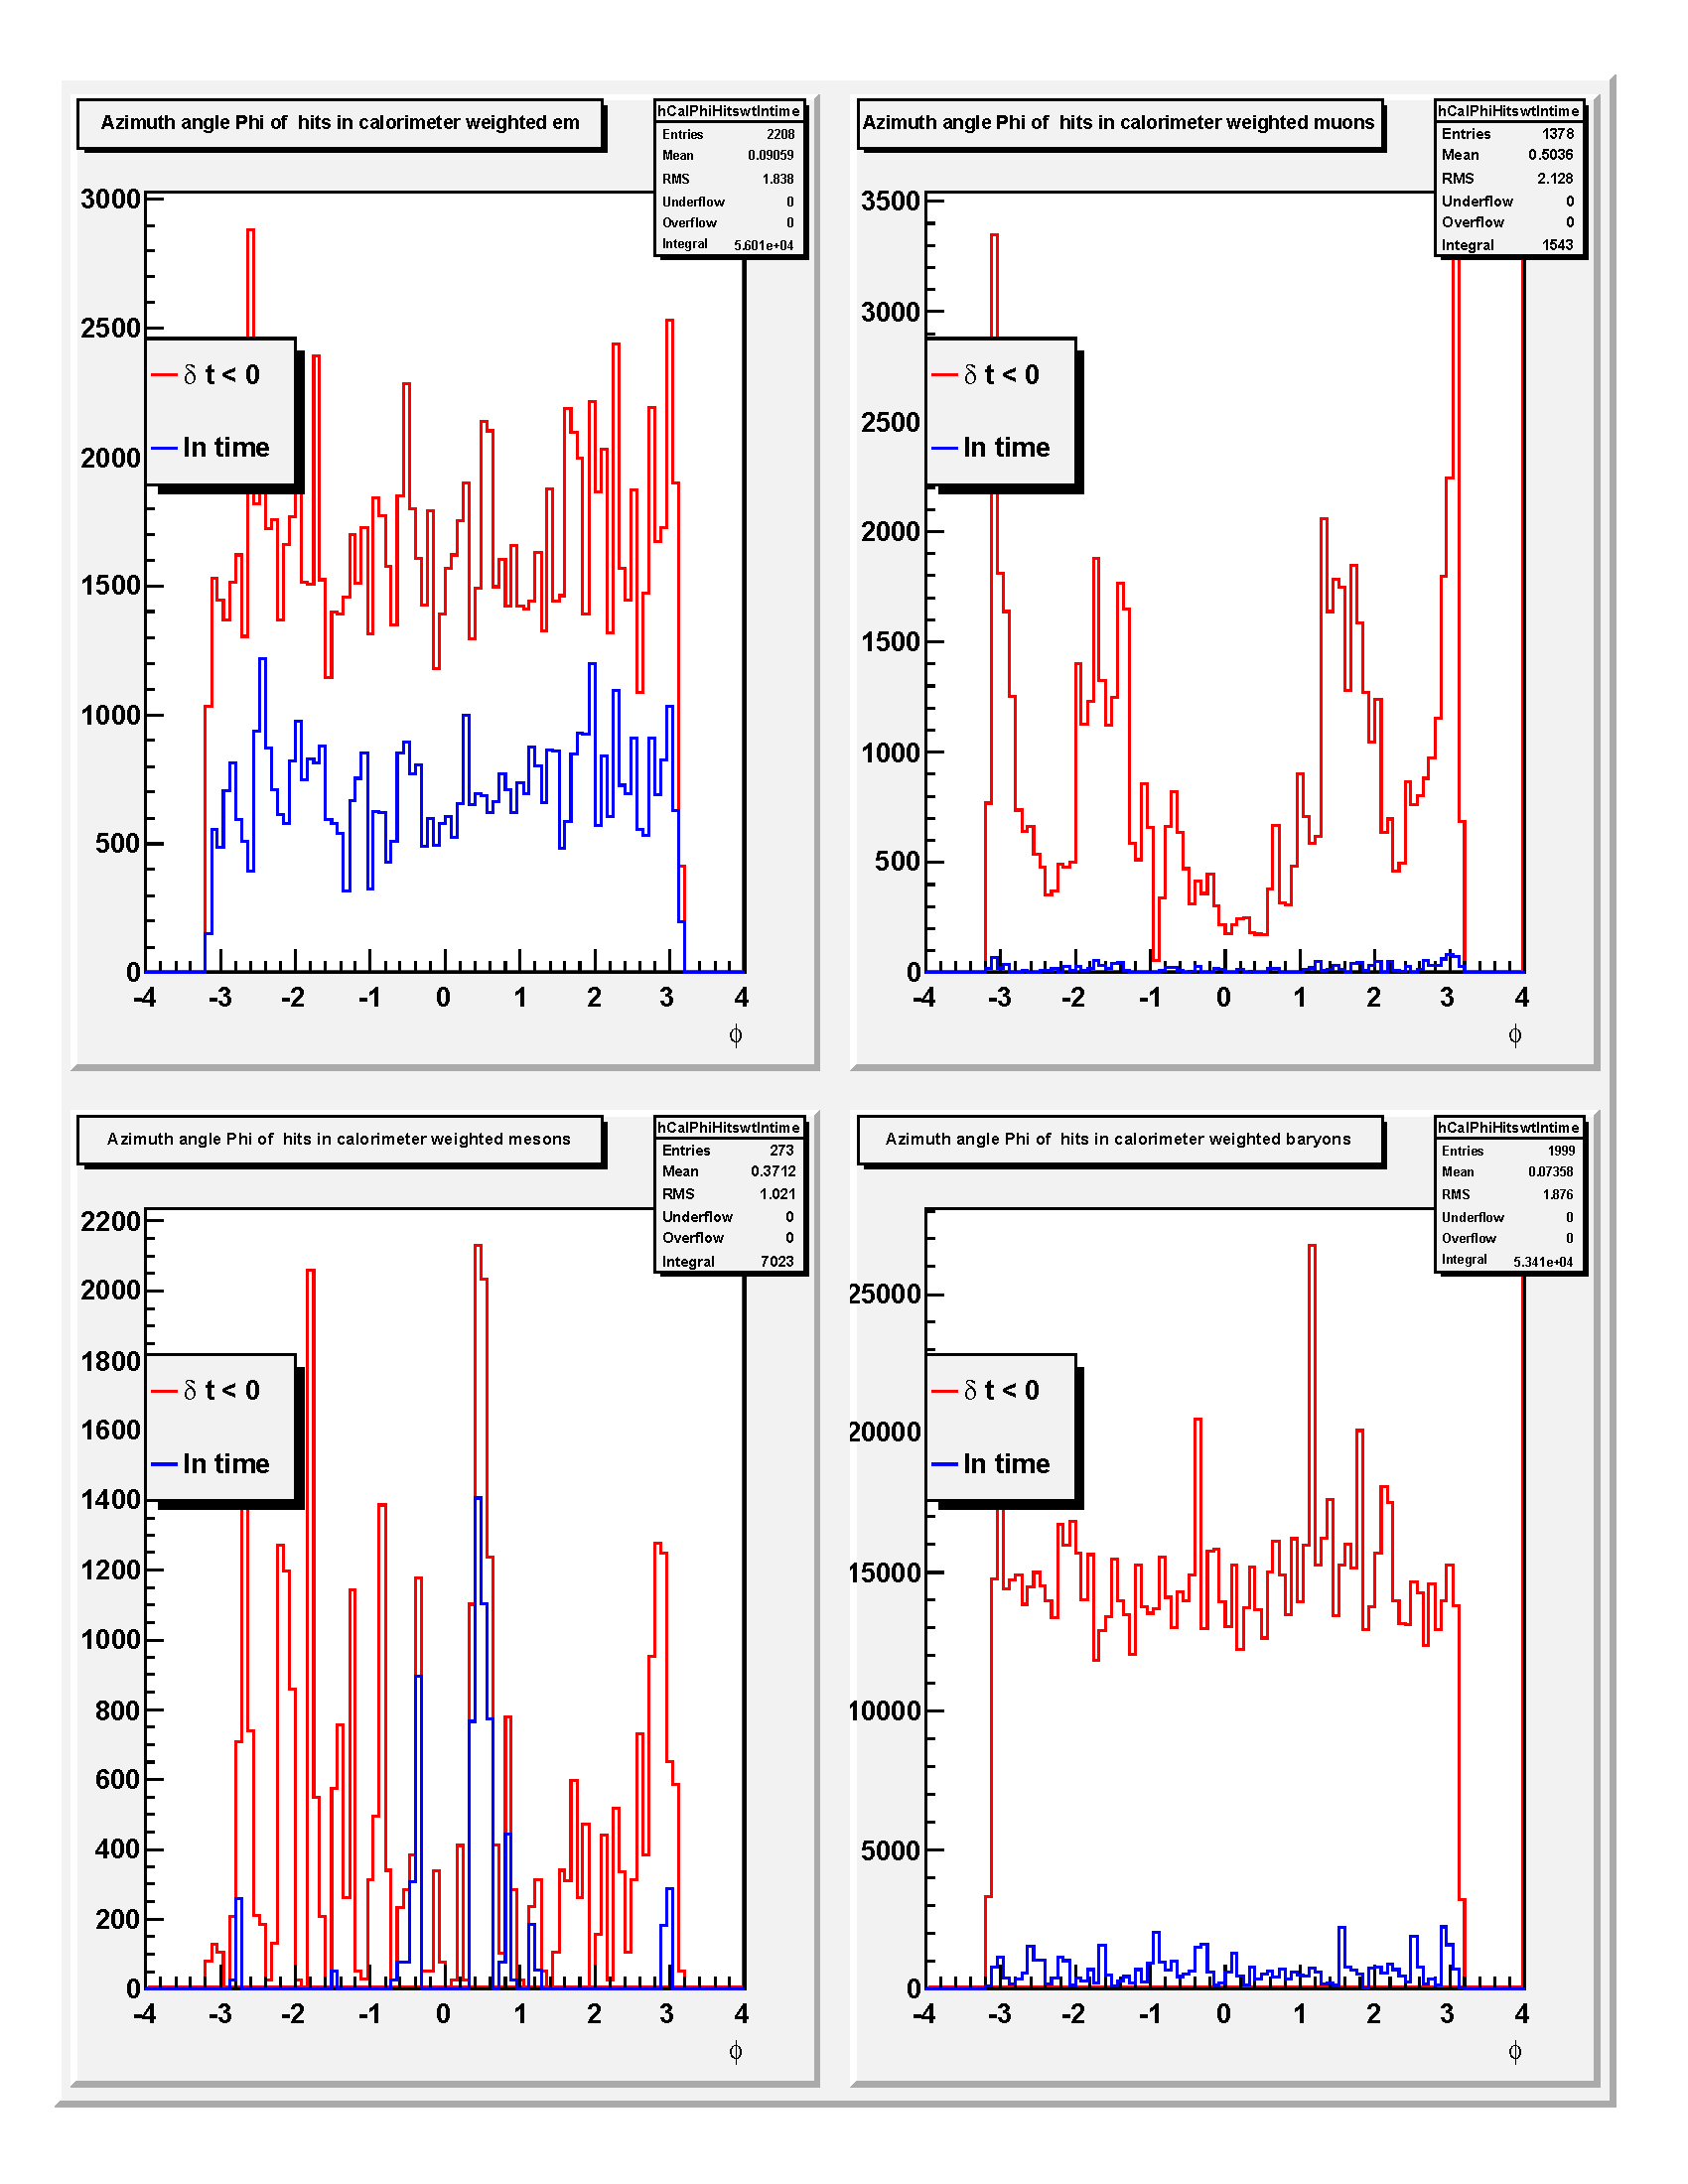 Azimuth angle Phi of hits in calorimeter weighted em
hCalPhiHitswtIntime
Entries 2208
Mean 0.09059
RMS 1.838
Underflow 0
Overflow 0
Integral 5.601e+04
3000
2500
2000
1500
1000
500
0
δ t < 0
In time
-4 -3 -2 -1 0 1 2 3 4
ϕ
Azimuth angle Phi of hits in calorimeter weighted muons
hCalPhiHitswtIntime
Entries 1378
Mean 0.5036
RMS 2.128
Underflow 0
Overflow 0
Integral 1543
3500
3000
2500
2000
1500
1000
500
0
δ t < 0
In time
-4 -3 -2 -1 0 1 2 3 4
ϕ
Azimuth angle Phi of hits in calorimeter weighted mesons
hCalPhiHitswtIntime
Entries 273
Mean 0.3712
RMS 1.021
Underflow 0
Overflow 0
Integral 7023
2200
2000
1800
1600
1400
1200
1000
800
600
400
200
0
δ t < 0
In time
-4 -3 -2 -1 0 1 2 3 4
ϕ
Azimuth angle Phi of hits in calorimeter weighted baryons
hCalPhiHitswtIntime
Entries 1999
Mean 0.07358
RMS 1.876
Underflow 0
Overflow 0
Integral 5.341e+04
25000
20000
15000
10000
5000
0
δ t < 0
In time
-4 -3 -2 -1 0 1 2 3 4
ϕ